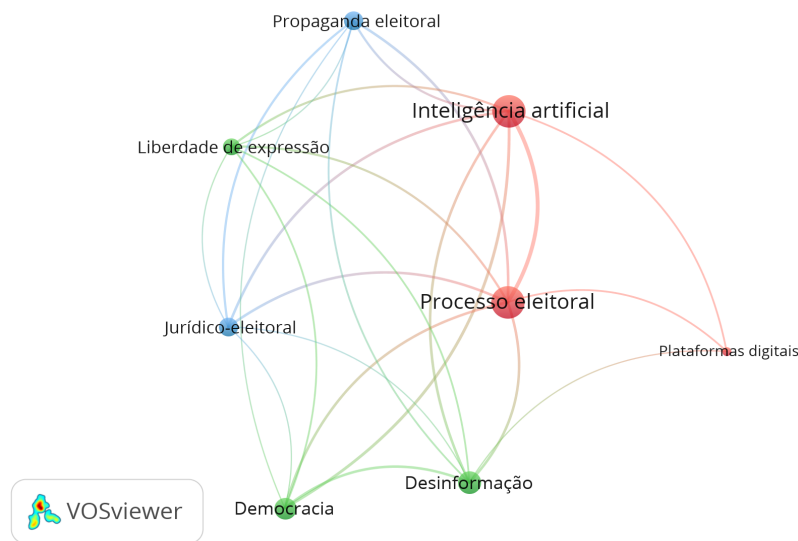 Propaganda eleitoral
Inteligência artificial
Liberdade de expressão
Processo eleitoral
Jurídico-eleitoral
Plataformas digitais
Desinformação
Democracia
VOSviewer